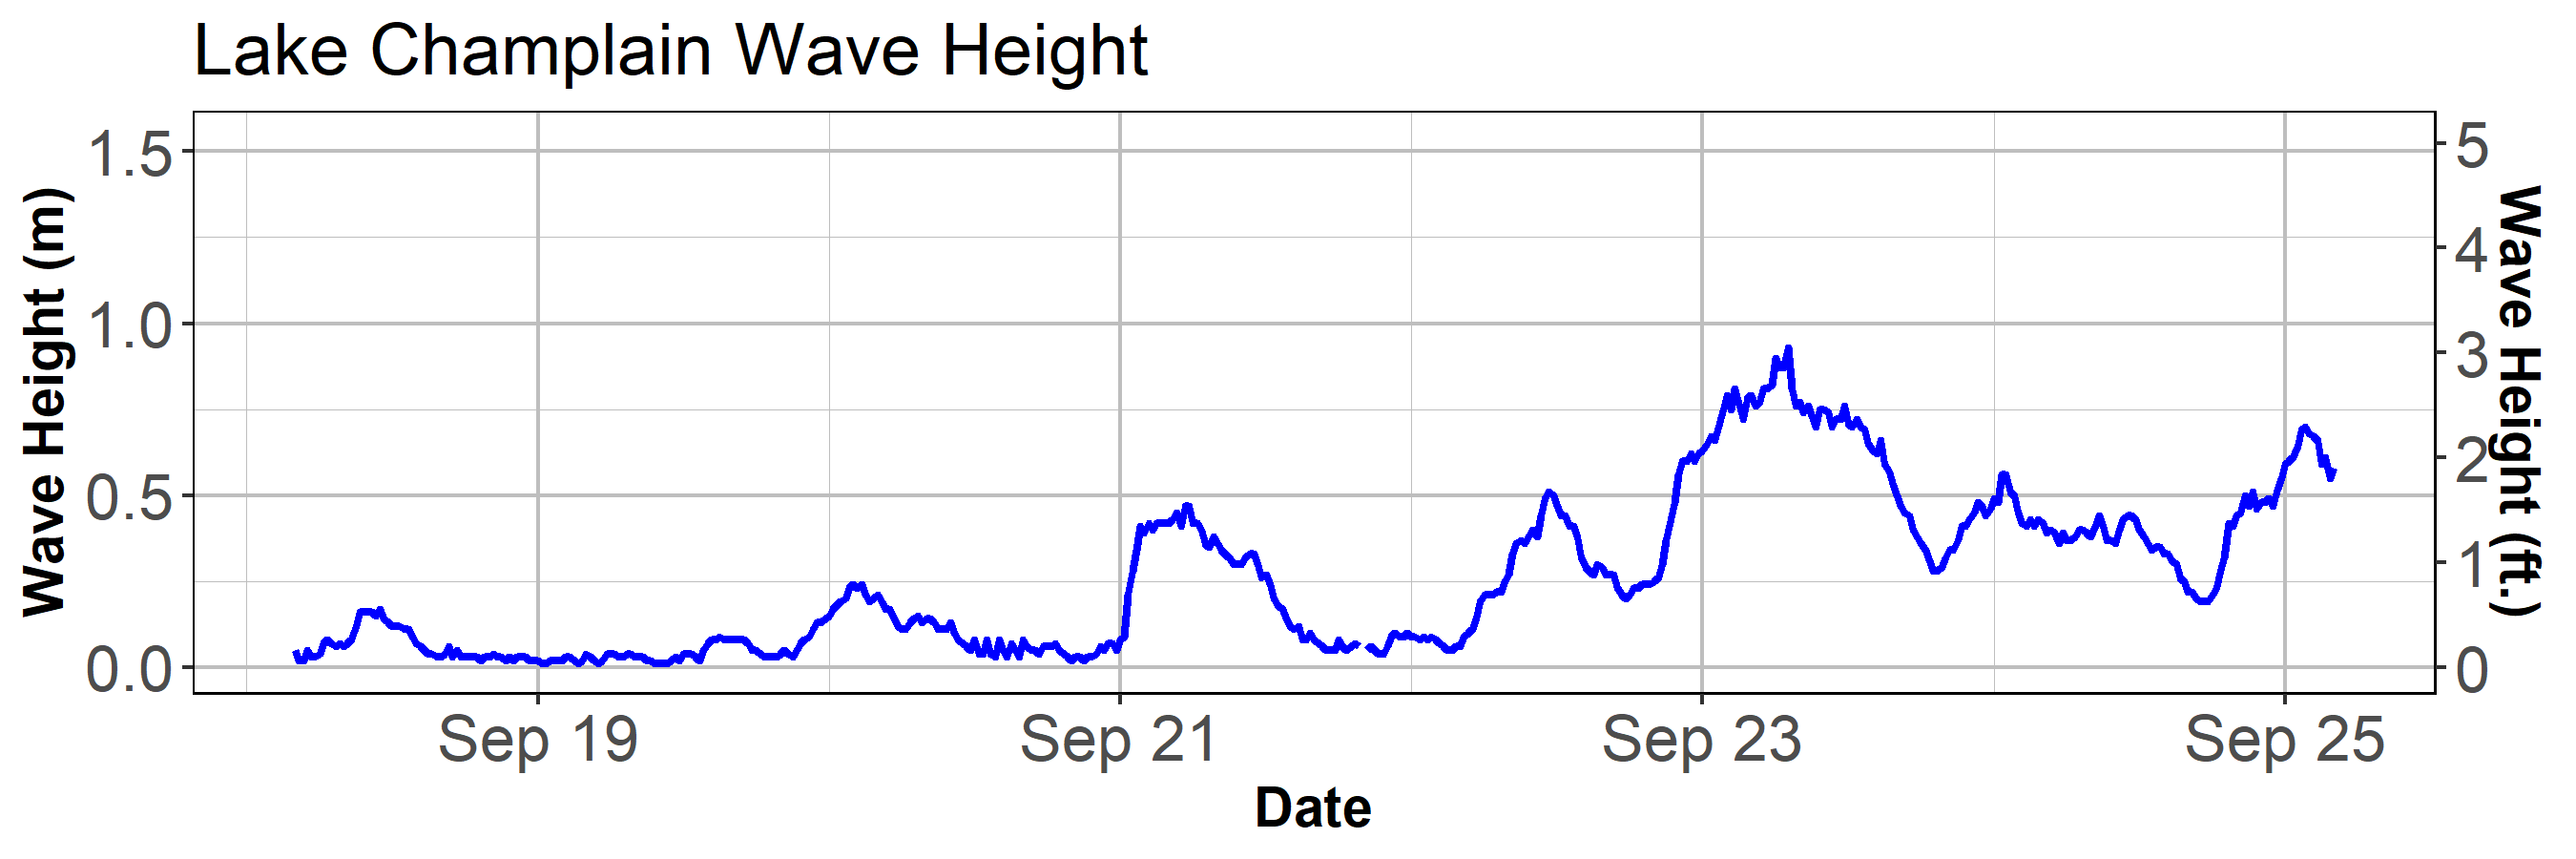 Lake Champlain Wave Height
Wave Height (m)
1.5
1.0
0.5
0.0
5
4
3
2
1
0
Wave Height (ft.)
Sep 19 Sep 21 Sep 23 Sep 25
Date